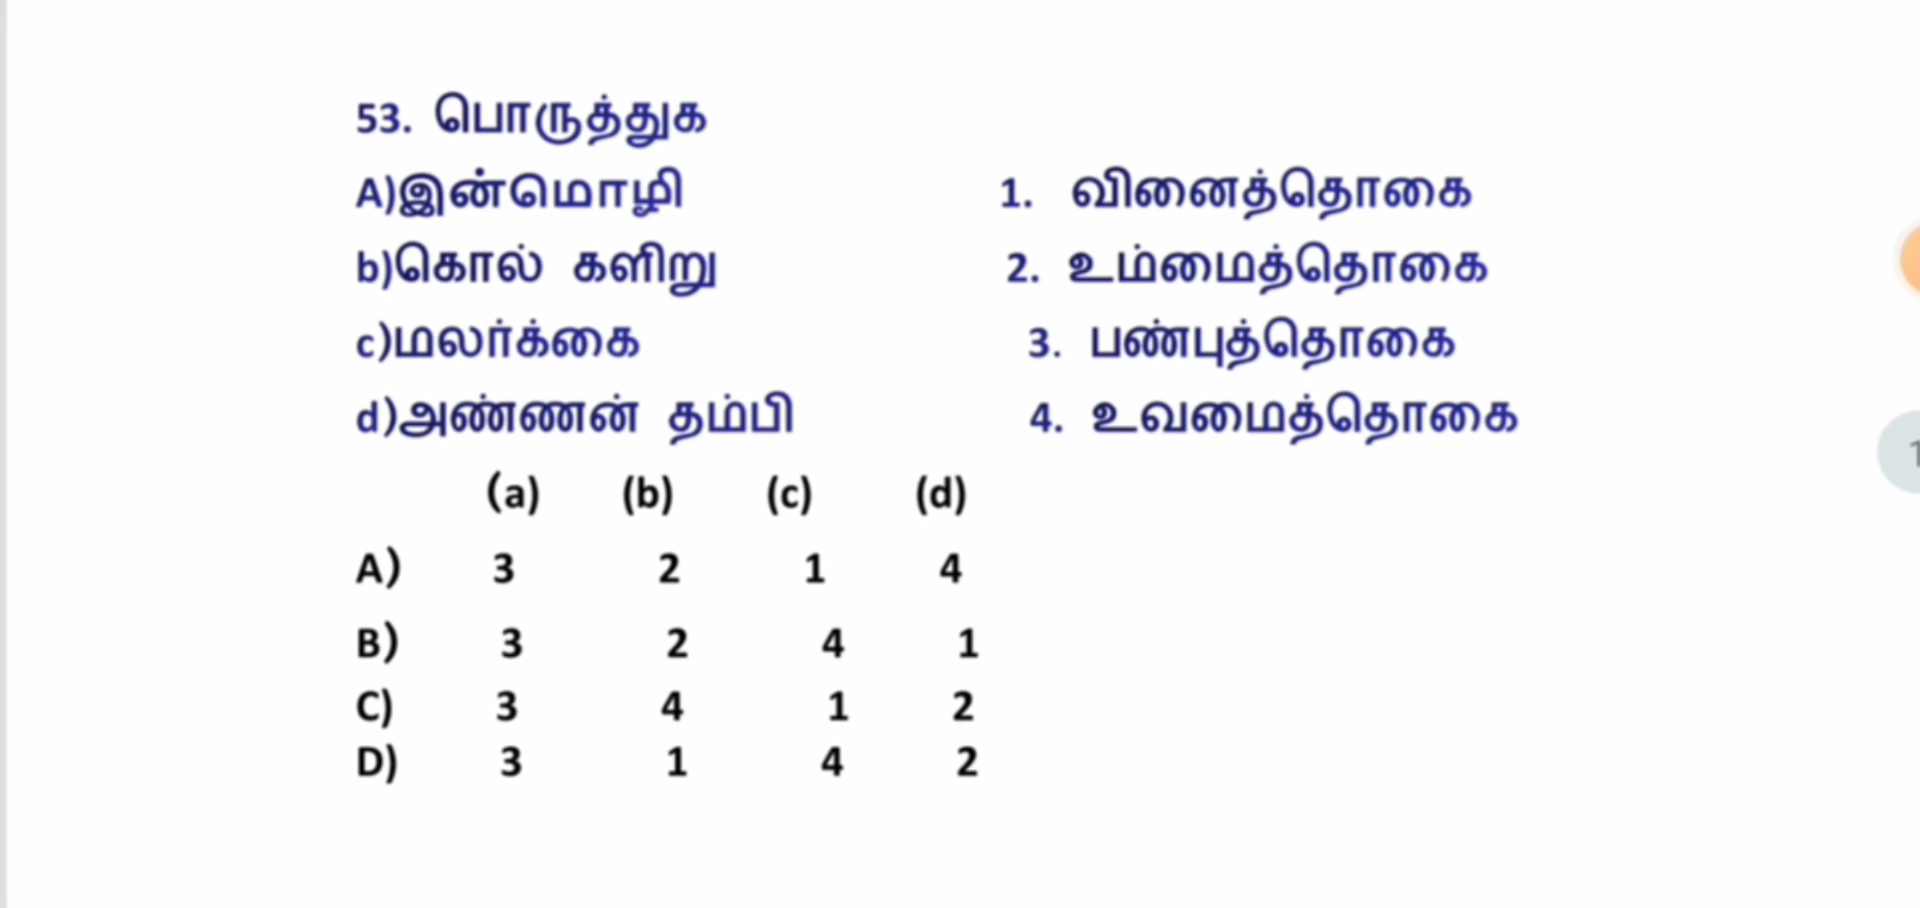 53. பொருத்துக
A)இன்மொழி 1. வினைத்தொகை
b)கொல் களிறு 2. உம்மைத்தொகை
c)மலர்க்கை 3. பண்புத்தொகை
d)அண்ணன் தம்பி 4. உவமைத்தொகை
(a) (b) (c) (d)
A) 3 2 1 4
B) 3 2 4 1
C) 3 4 1 2
D) 3 1 4 2